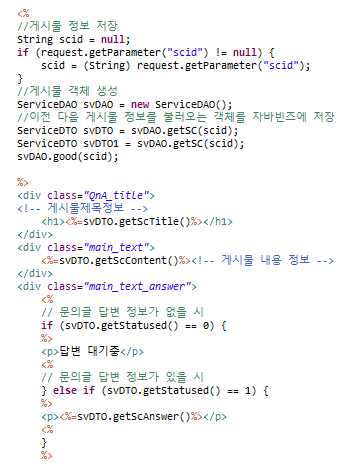 <%
//게시물 정보 저장
String scid = null;
if (request.getParameter("scid") != null) {
    scid = (String) request.getParameter("scid");
}
//게시물 객체 생성
ServiceDAO svDAO = new ServiceDAO();
//이전 다음 게시물 정보를 불러오는 객체를 자바빈즈에 저장
ServiceDTO svDTO = svDAO.getSC(scid);
ServiceDTO svDTO1 = svDAO.getSC(scid);
svDAO.good(scid);

%>
<div class="QnA_title">
<!-- 게시물제목정보 -->
    <h1><%=svDTO.getScTitle()%></h1>
</div>
<div class="main_text">
    <%=svDTO.getScContent()%><!-- 게시물 내용 정보 -->
</div>
<div class="main_text_answer">
    <%
    // 문의글 답변 정보가 없을 시
    if (svDTO.getStatused() == 0) {
    %>
    <p>답변 대기중</p>
    <%
    // 문의글 답변 정보가 있을 시
    } else if (svDTO.getStatused() == 1) {
    %>
    <p><%=svDTO.getScAnswer()%></p>
    <%
    }
    %>